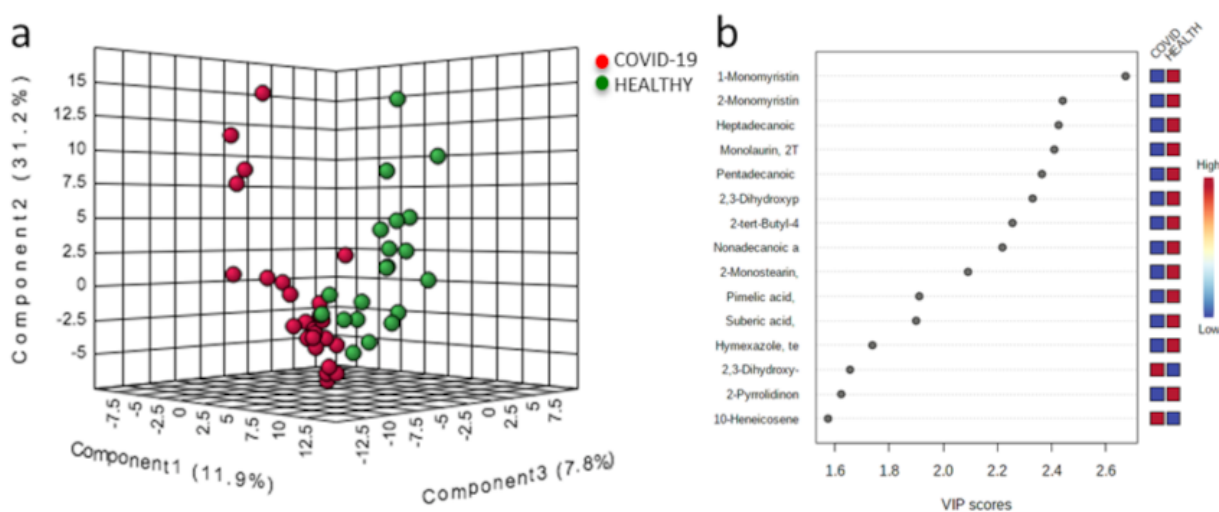 a
COVID-19
HEALTHY
Component2 (31.2%)
15
12.5
10
7.5
5
2.5
0
-2.5
-5
-7.5
-5
-2.5
0
2.5
5
7.5
10
12.5
Component1 (11.9%)
-12.5
-10
-7.5
-5
-2.5
0
2.5
5
7.5
Component3 (7.8%)
b
COVID
HEALTH
1-Monomyristin
2-Monomyristin
Heptadecanoic
Monolaurin, 2T
Pentadecanoic
2,3-Dihydroxyp
2-tert-Butyl-4
Nonadecanoic a
2-Monostearin,
Pimelic acid,
Suberic acid,
Hymexazole, te
2,3-Dihydroxy-
2-Pyrrolidinon
10-Heneicosene
1.6 1.8 2.0 2.2 2.4 2.6
VIP scores
High
Low